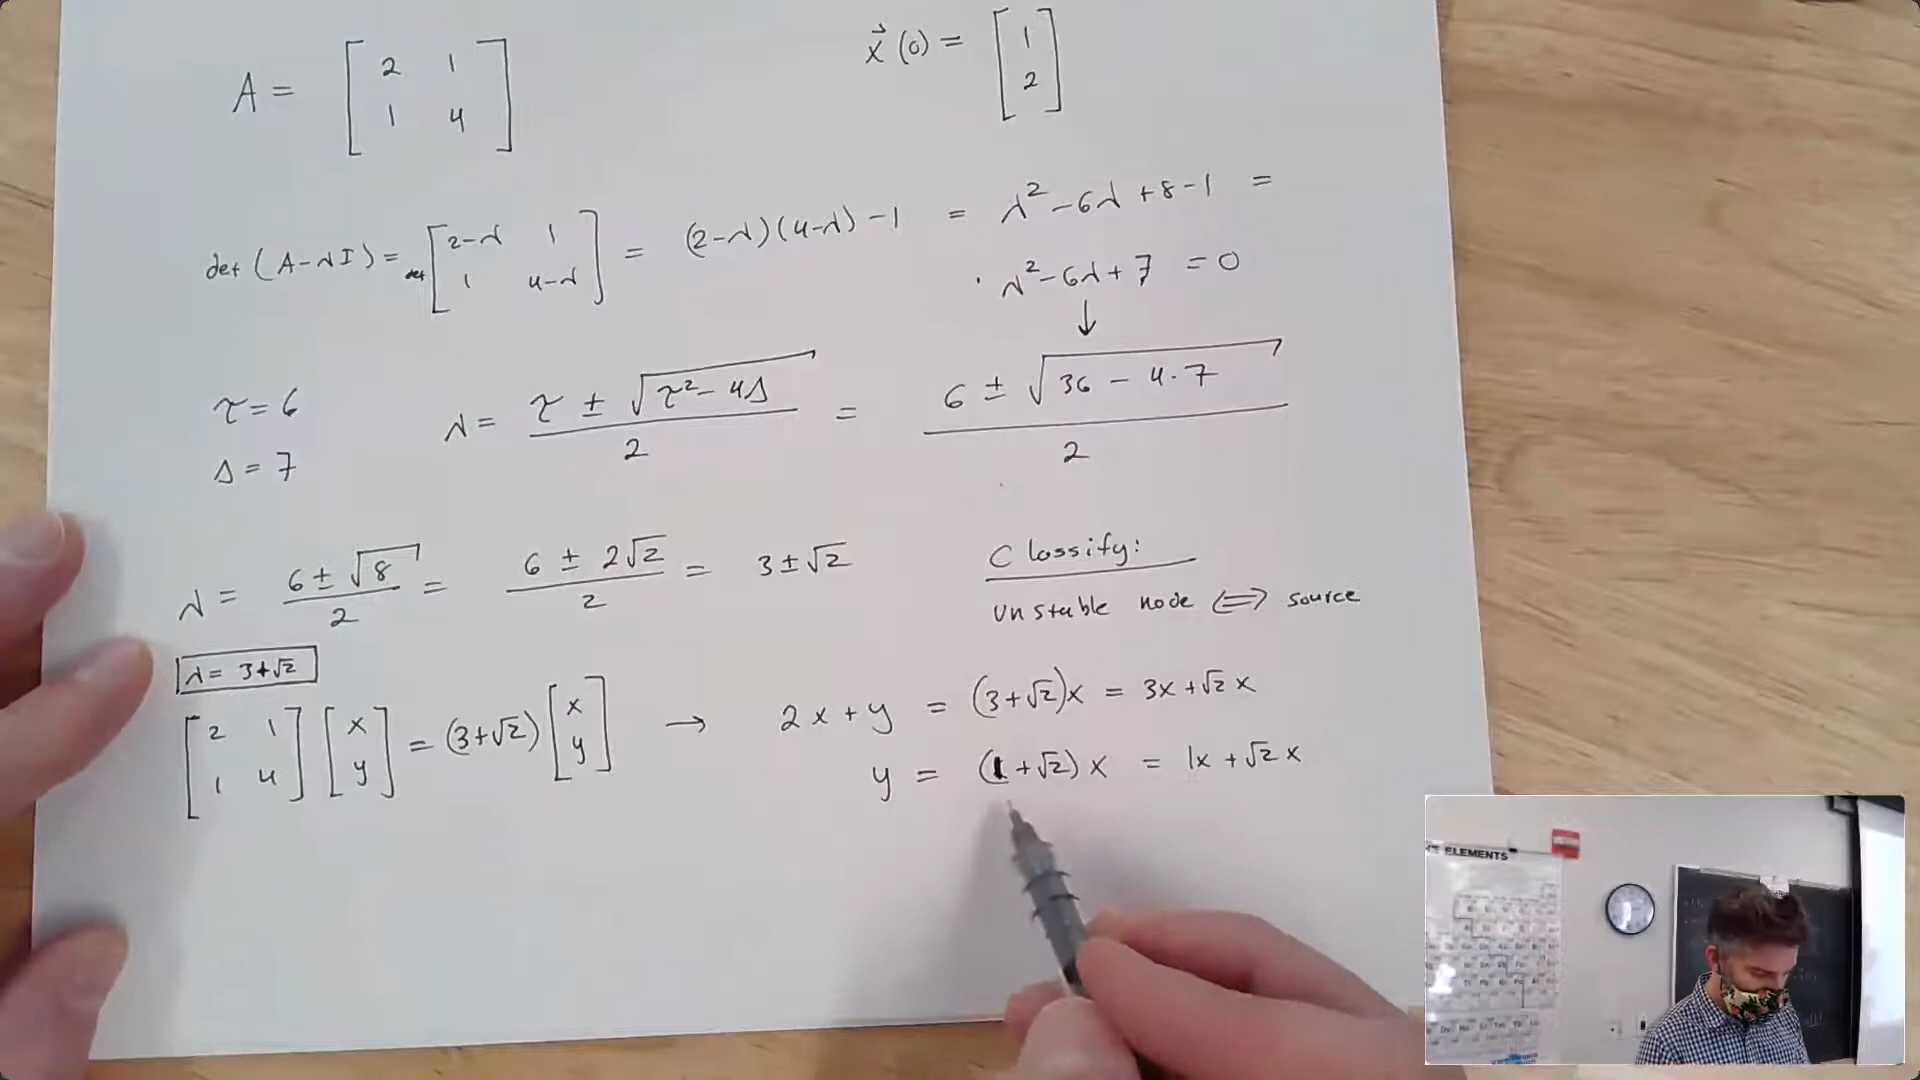 A = [ 2 1 ; 1 4 ]
x⃗ (0) = [ 1 ; 2 ]
det (A-λI) = det [ 2-λ 1 ; 1 4-λ ] = (2-λ)(4-λ) -1 = λ² -6λ +8 -1 =
λ² -6λ + 7 = 0
↓
τ = 6
Δ = 7
λ = (τ ± √(τ² - 4Δ)) / 2 = (6 ± √(36 - 4·7)) / 2
λ = (6 ± √8) / 2 = (6 ± 2√2) / 2 = 3 ± √2
Classify:
unstable node ⟺ source
λ = 3+√2
[ 2 1 ; 1 4 ] [ x ; y ] = (3+√2) [ x ; y ] → 2x + y = (3+√2)x = 3x + √2 x
y = (1 + √2) x = 1x + √2 x
ELEMENTS